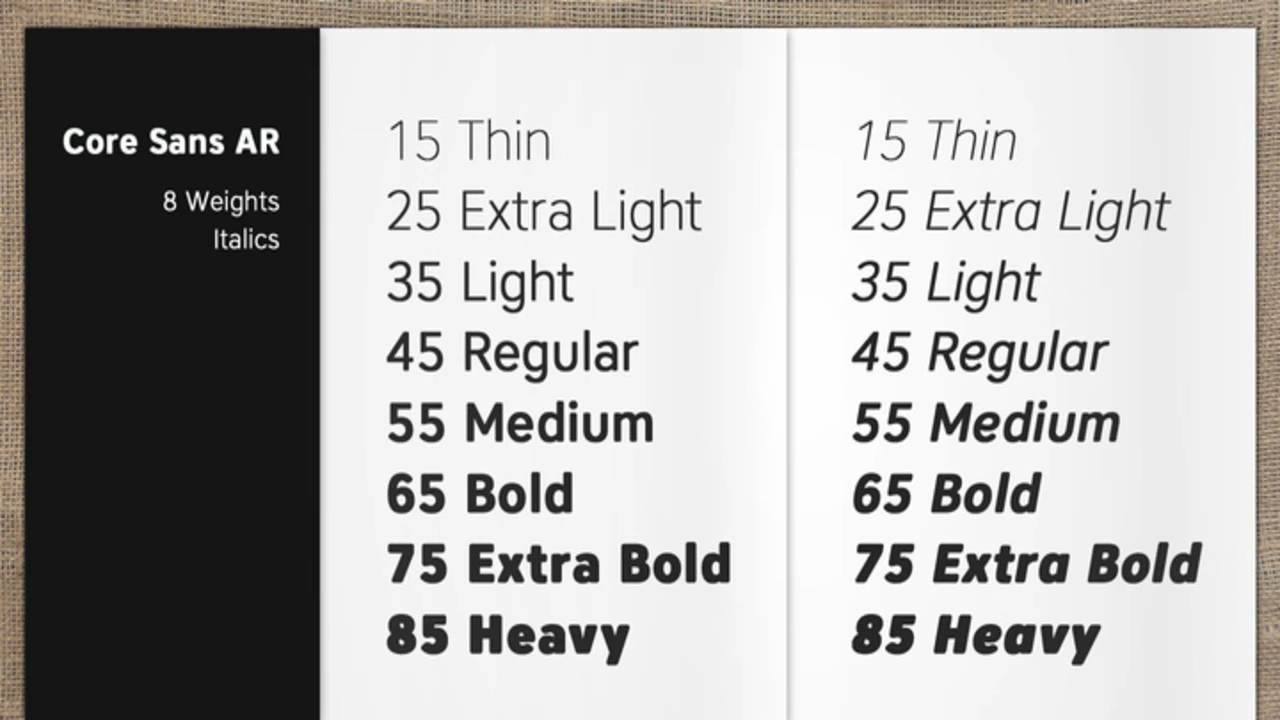 Core Sans AR
8 Weights
Italics
15 Thin
25 Extra Light
35 Light
45 Regular
55 Medium
65 Bold
75 Extra Bold
85 Heavy
15 Thin
25 Extra Light
35 Light
45 Regular
55 Medium
65 Bold
75 Extra Bold
85 Heavy